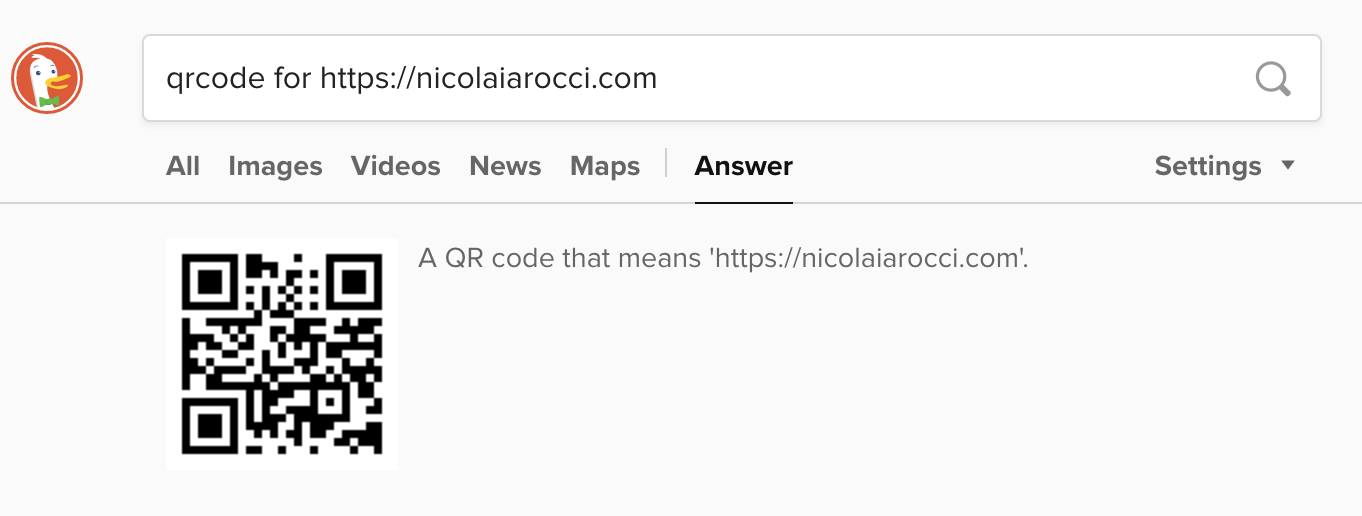 qrcode for https://nicolaiarocci.com
All Images Videos News Maps Answer Settings
A QR code that means 'https://nicolaiarocci.com'.